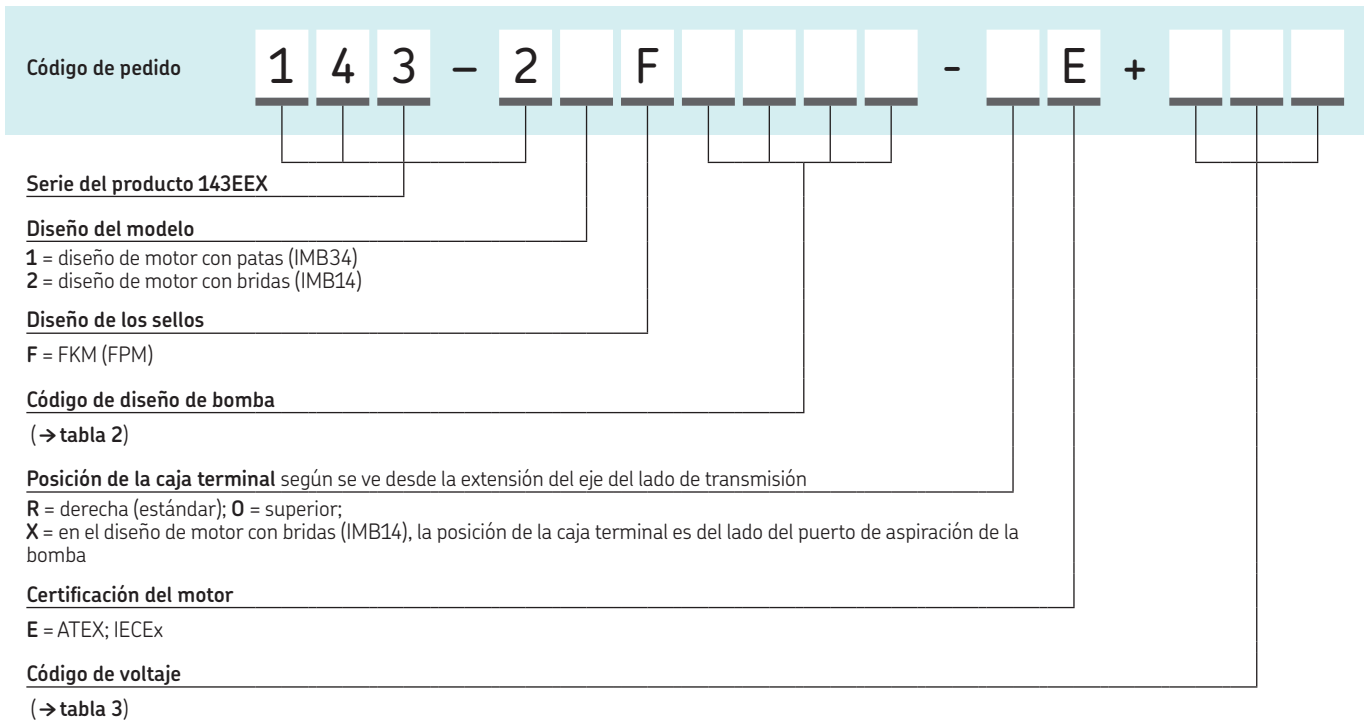 Código de pedido 1 4 3 – 2 F - E +
Serie del producto 143EEX
Diseño del modelo
1 = diseño de motor con patas (IMB34)
2 = diseño de motor con bridas (IMB14)
Diseño de los sellos
F = FKM (FPM)
Código de diseño de bomba
(→ tabla 2)
Posición de la caja terminal según se ve desde la extensión del eje del lado de transmisión
R = derecha (estándar); O = superior;
X = en el diseño de motor con bridas (IMB14), la posición de la caja terminal es del lado del puerto de aspiración de la
bomba
Certificación del motor
E = ATEX; IECEx
Código de voltaje
(→ tabla 3)